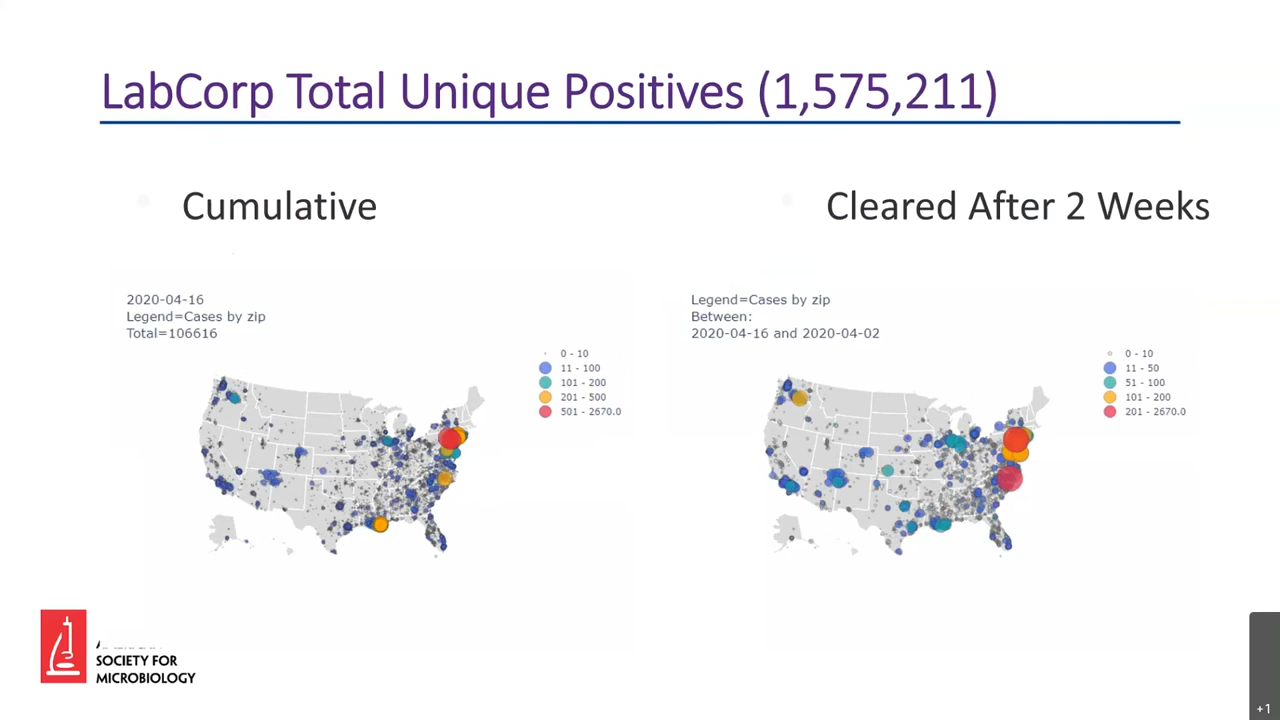 LabCorp Total Unique Positives (1,575,211)
Cumulative
Cleared After 2 Weeks
2020-04-16
Legend=Cases by zip
Total=106616
0 - 10
11 - 100
101 - 200
201 - 500
501 - 2670.0
Legend=Cases by zip
Between:
2020-04-16 and 2020-04-02
0 - 10
11 - 50
51 - 100
101 - 200
201 - 2670.0
SOCIETY FOR
MICROBIOLOGY
+1